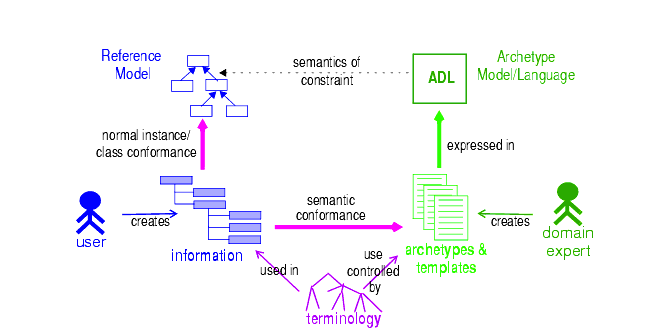 Reference
Model
semantics of
constraint
ADL
Archetype
Model/Language
normal instance/
class conformance
expressed in
user
creates
information
semantic
conformance
archetypes &
templates
creates
domain
expert
used in
use
controlled
by
terminology